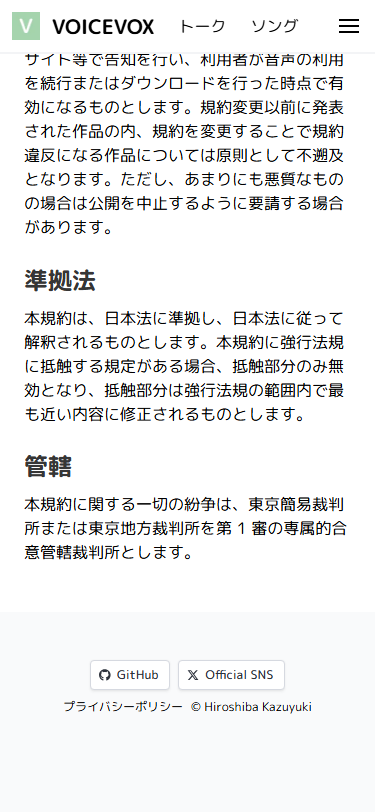 V VOICEVOX トーク ソング
サイト等で告知を行い、利用者が音声の利用
を続行またはダウンロードを行った時点で有
効になるものとします。規約変更以前に発表
された作品の内、規約を変更することで規約
違反になる作品については原則として不遡及
となります。ただし、あまりにも悪質なもの
の場合は公開を中止するように要請する場合
があります。
準拠法
本規約は、日本法に準拠し、日本法に従って
解釈されるものとします。本規約に強行法規
に抵触する規定がある場合、抵触部分のみ無
効となり、抵触部分は強行法規の範囲内で最
も近い内容に修正されるものとします。
管轄
本規約に関する一切の紛争は、東京簡易裁判
所または東京地方裁判所を第 1 審の専属的合
意管轄裁判所とします。
GitHub Official SNS
プライバシーポリシー © Hiroshiba Kazuyuki